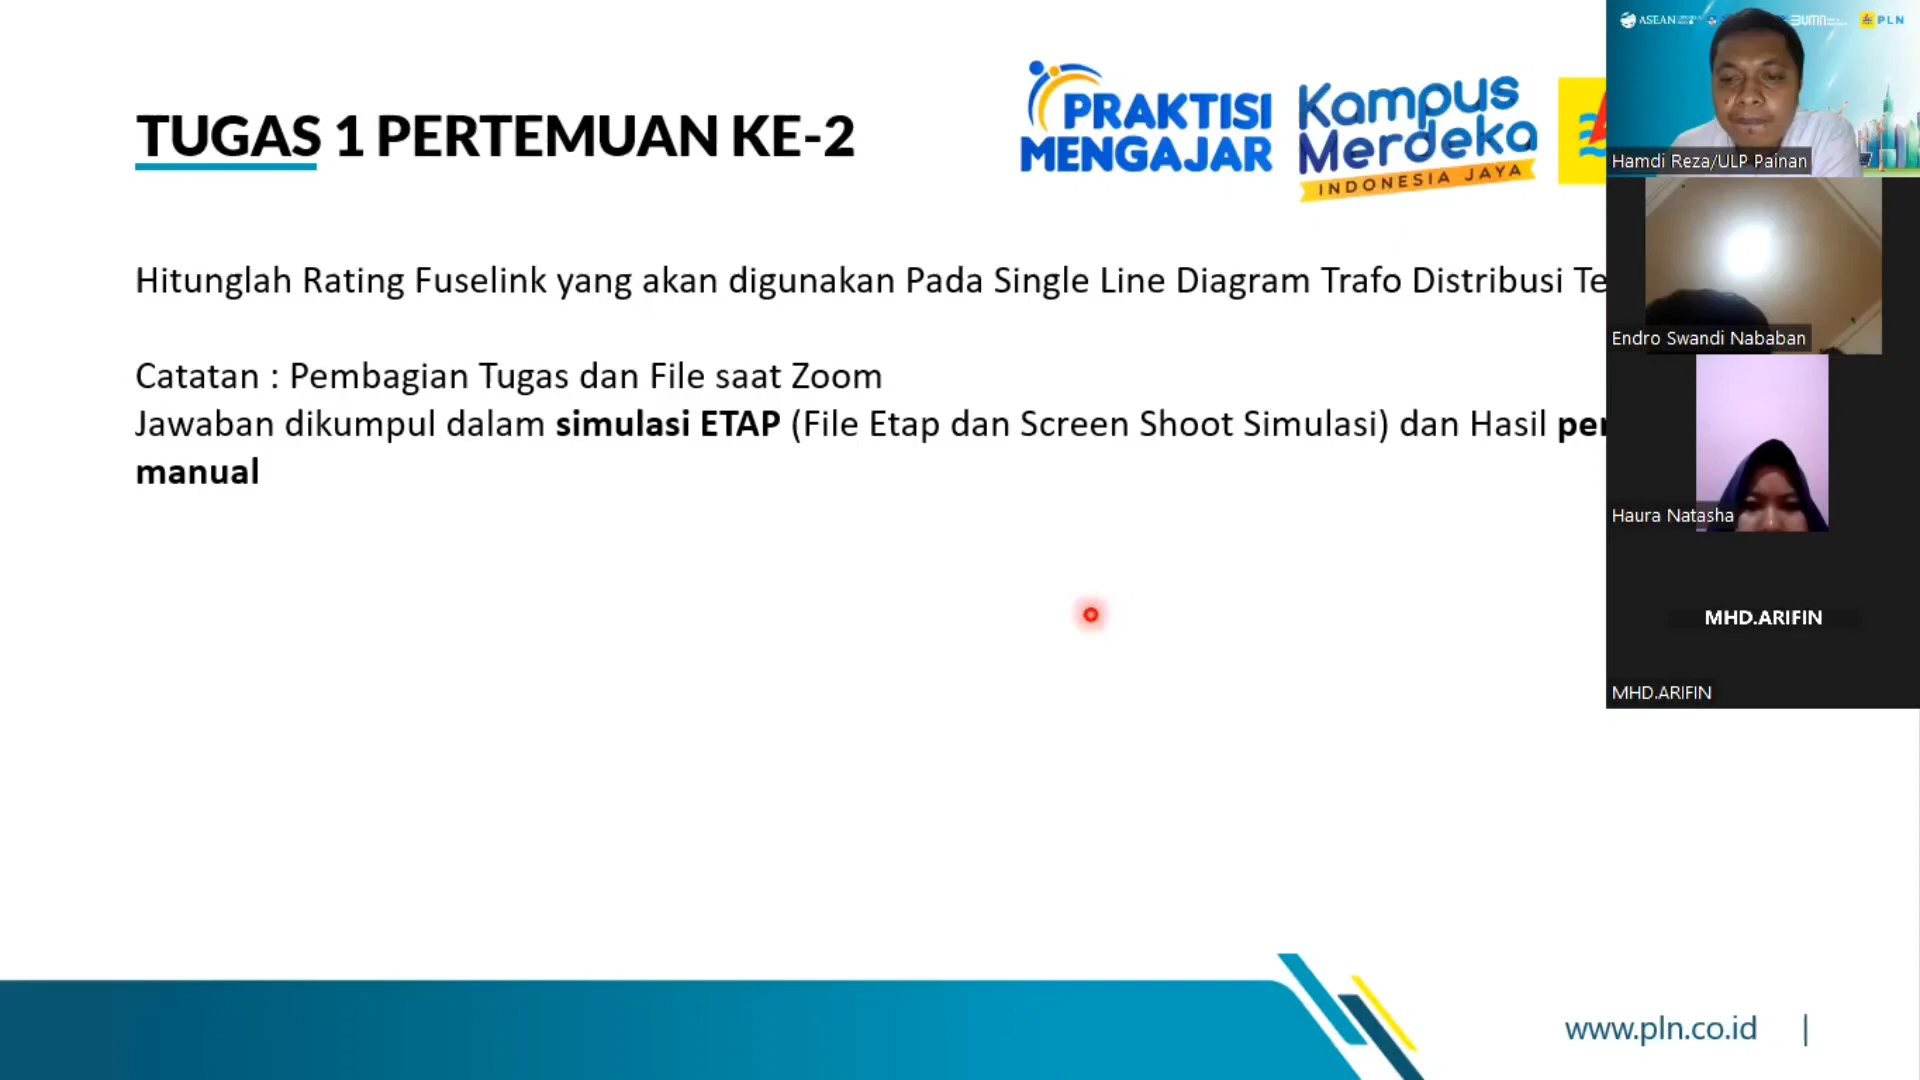 TUGAS 1 PERTEMUAN KE-2
PRAKTISI
MENGAJAR
Kampus
Merdeka
INDONESIA JAYA
Hitunglah Rating Fuselink yang akan digunakan Pada Single Line Diagram Trafo Distribusi Te
Catatan : Pembagian Tugas dan File saat Zoom
Jawaban dikumpul dalam simulasi ETAP (File Etap dan Screen Shoot Simulasi) dan Hasil per
manual
ASEAN
BUMN
PLN
Hamdi Reza/ULP Painan
Endro Swandi Nababan
Haura Natasha
MHD.ARIFIN
MHD.ARIFIN
www.pln.co.id |